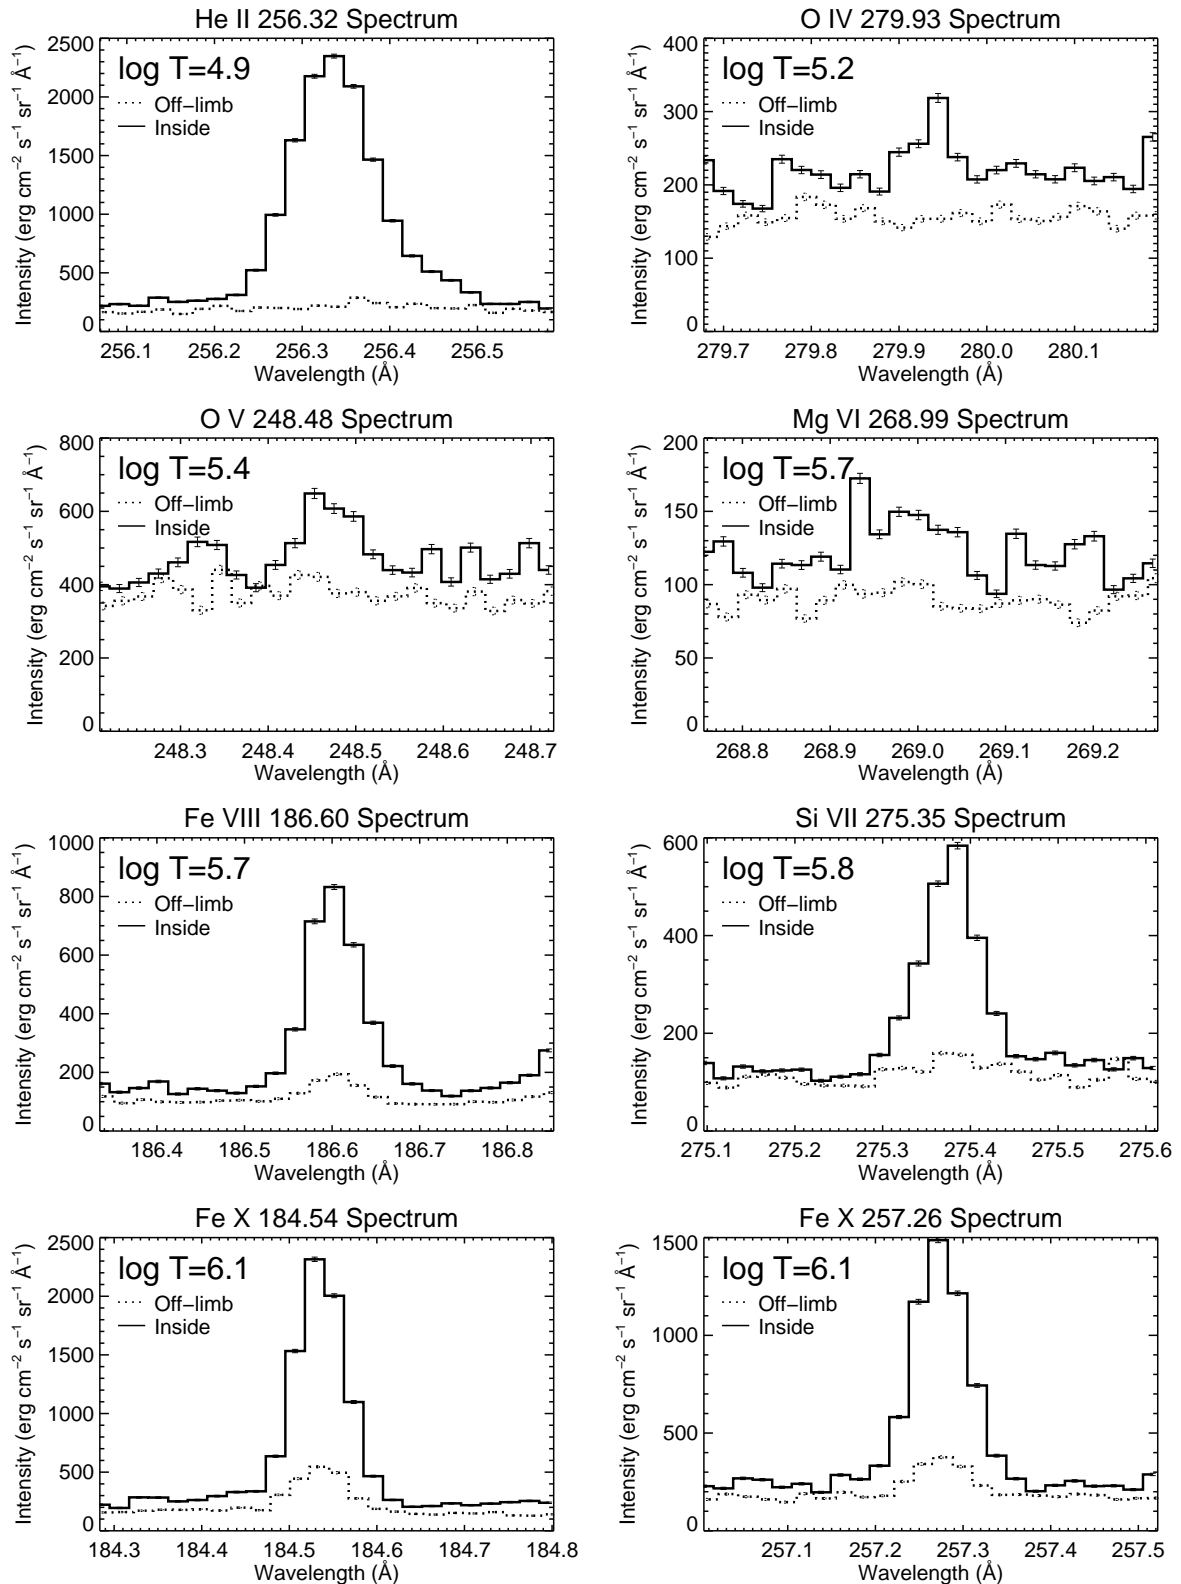 He II 256.32 Spectrum
2500
2000
1500
1000
500
0
Intensity (erg cm⁻² s⁻¹ sr⁻¹ Å⁻¹)
log T=4.9
Off−limb
Inside
256.1 256.2 256.3 256.4 256.5
Wavelength (Å)
O IV 279.93 Spectrum
400
300
200
100
0
Intensity (erg cm⁻² s⁻¹ sr⁻¹ Å⁻¹)
log T=5.2
Off−limb
Inside
279.7 279.8 279.9 280.0 280.1
Wavelength (Å)
O V 248.48 Spectrum
800
600
400
200
0
Intensity (erg cm⁻² s⁻¹ sr⁻¹ Å⁻¹)
log T=5.4
Off−limb
Inside
248.3 248.4 248.5 248.6 248.7
Wavelength (Å)
Mg VI 268.99 Spectrum
200
150
100
50
0
Intensity (erg cm⁻² s⁻¹ sr⁻¹ Å⁻¹)
log T=5.7
Off−limb
Inside
268.8 268.9 269.0 269.1 269.2
Wavelength (Å)
Fe VIII 186.60 Spectrum
1000
800
600
400
200
0
Intensity (erg cm⁻² s⁻¹ sr⁻¹ Å⁻¹)
log T=5.7
Off−limb
Inside
186.4 186.5 186.6 186.7 186.8
Wavelength (Å)
Si VII 275.35 Spectrum
600
400
200
0
Intensity (erg cm⁻² s⁻¹ sr⁻¹ Å⁻¹)
log T=5.8
Off−limb
Inside
275.1 275.2 275.3 275.4 275.5 275.6
Wavelength (Å)
Fe X 184.54 Spectrum
2500
2000
1500
1000
500
0
Intensity (erg cm⁻² s⁻¹ sr⁻¹ Å⁻¹)
log T=6.1
Off−limb
Inside
184.3 184.4 184.5 184.6 184.7 184.8
Wavelength (Å)
Fe X 257.26 Spectrum
1500
1000
500
0
Intensity (erg cm⁻² s⁻¹ sr⁻¹ Å⁻¹)
log T=6.1
Off−limb
Inside
257.1 257.2 257.3 257.4 257.5
Wavelength (Å)